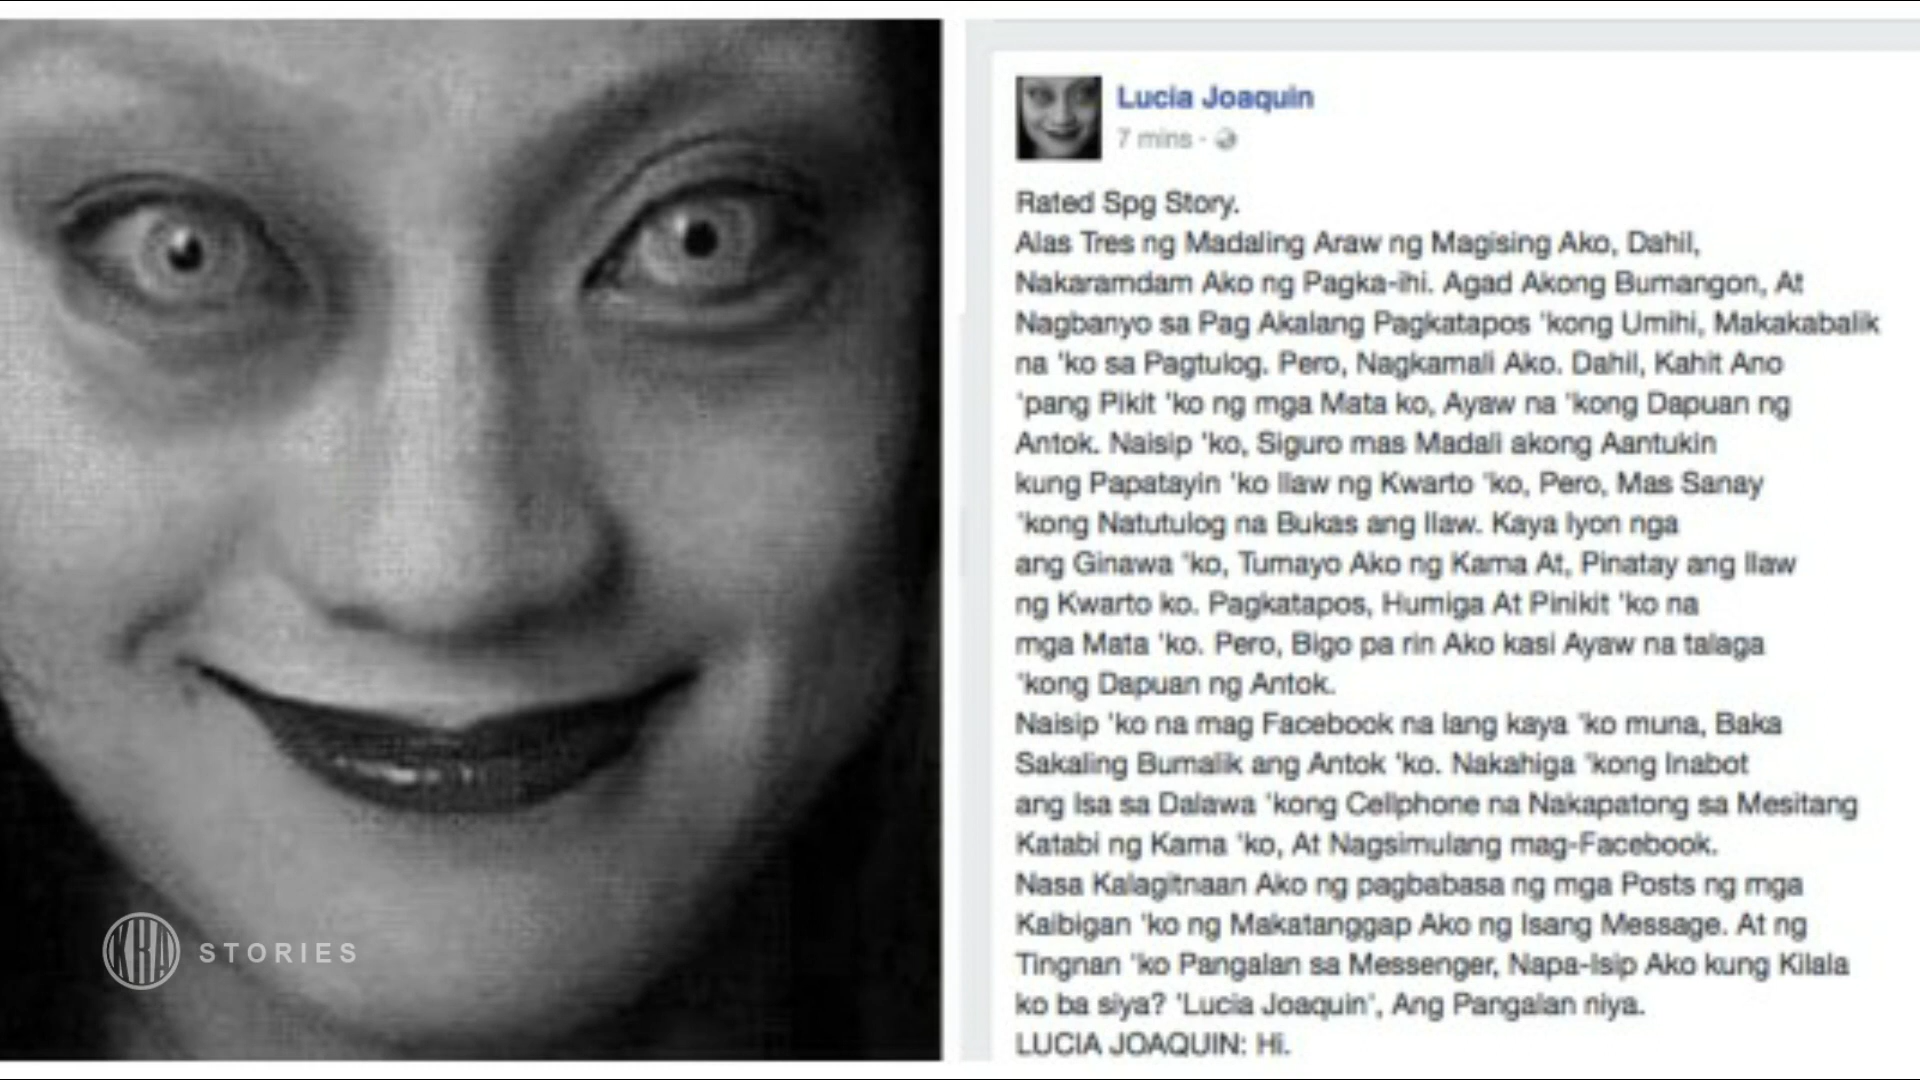 KRA STORIES
Lucia Joaquin
7 mins ·
Rated Spg Story.
Alas Tres ng Madaling Araw ng Magising Ako, Dahil,
Nakaramdam Ako ng Pagka-ihi. Agad Akong Bumangon, At
Nagbanyo sa Pag Akalang Pagkatapos 'kong Umihi, Makakabalik
na 'ko sa Pagtulog. Pero, Nagkamali Ako. Dahil, Kahit Ano
'pang Pikit 'ko ng mga Mata ko, Ayaw na 'kong Dapuan ng
Antok. Naisip 'ko, Siguro mas Madali akong Aantukin
kung Papatayin 'ko Ilaw ng Kwarto 'ko, Pero, Mas Sanay
'kong Natutulog na Bukas ang Ilaw. Kaya Iyon nga
ang Ginawa 'ko, Tumayo Ako ng Kama At, Pinatay ang Ilaw
ng Kwarto ko. Pagkatapos, Humiga At Pinikit 'ko na
mga Mata 'ko. Pero, Bigo pa rin Ako kasi Ayaw na talaga
'kong Dapuan ng Antok.
Naisip 'ko na mag Facebook na lang kaya 'ko muna, Baka
Sakaling Bumalik ang Antok 'ko. Nakahiga 'kong Inabot
ang Isa sa Dalawa 'kong Cellphone na Nakapatong sa Mesitang
Katabi ng Kama 'ko, At Nagsimulang mag-Facebook.
Nasa Kalagitnaan Ako ng pagbabasa ng mga Posts ng mga
Kaibigan 'ko ng Makatanggap Ako ng Isang Message. At ng
Tingnan 'ko Pangalan sa Messenger, Napa-Isip Ako kung Kilala
ko ba siya? 'Lucia Joaquin', Ang Pangalan niya.
LUCIA JOAQUIN: Hi.